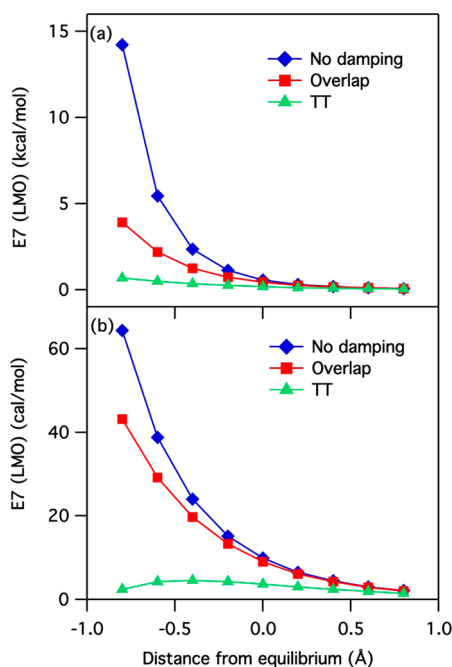 (a)
15
10
5
0
E7 (LMO) (kcal/mol)
No damping
Overlap
TT
(b)
60
40
20
0
E7 (LMO) (cal/mol)
No damping
Overlap
TT
-1.0 -0.5 0.0 0.5 1.0
Distance from equilibrium (Å)